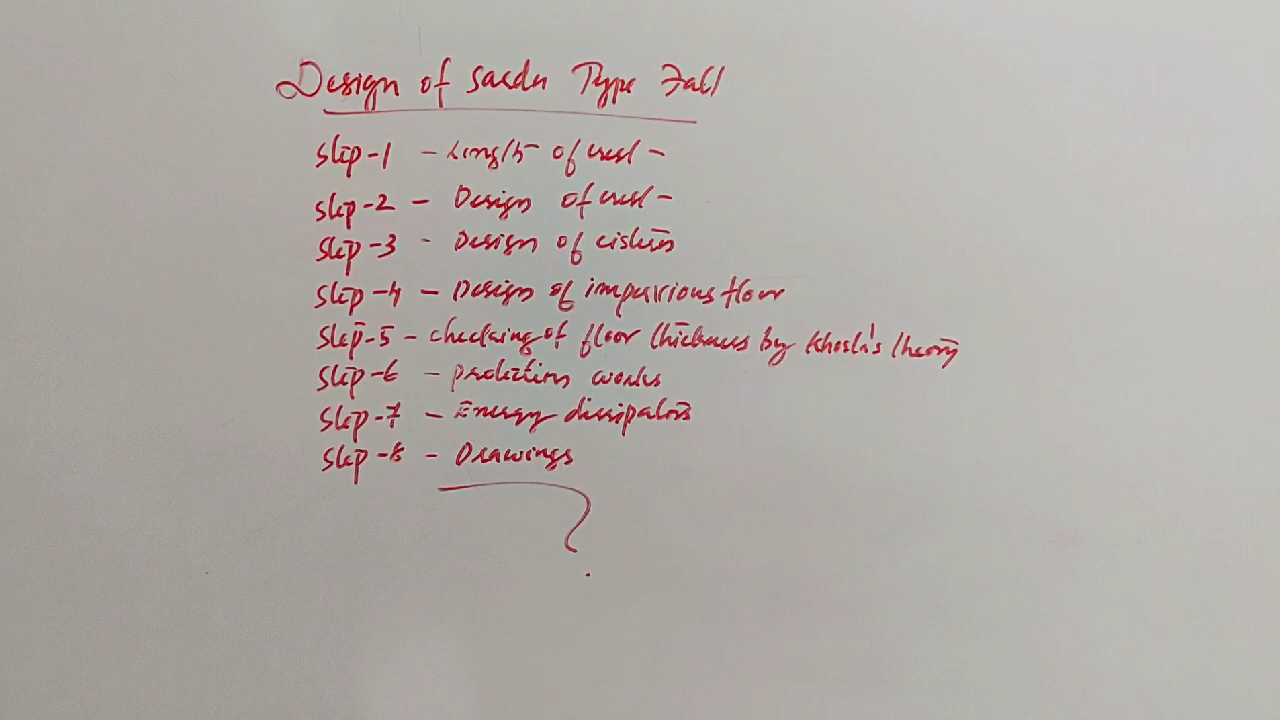 Design of Sarda Type Fall
Step-1 - Length of crest -
Step-2 - Design of crest -
Step-3 - Design of cistern
Step-4 - Design of impervious floor
Step-5 - checking of floor thickness by Khosla's theory
Step-6 - protection works
Step-7 - Energy dissipators
Step-8 - Drawings